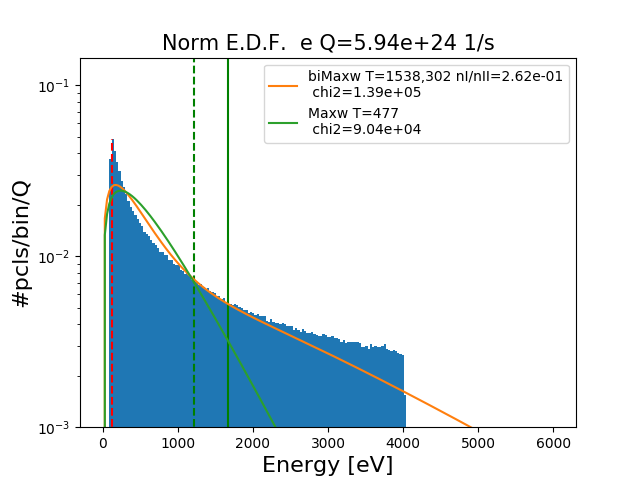 Norm E.D.F.  e Q=5.94e+24 1/s
biMaxw T=1538,302 nI/nII=2.62e-01
chi2=1.39e+05
Maxw T=477
chi2=9.04e+04
#pcls/bin/Q
10⁻¹
10⁻²
10⁻³
0 1000 2000 3000 4000 5000 6000
Energy [eV]